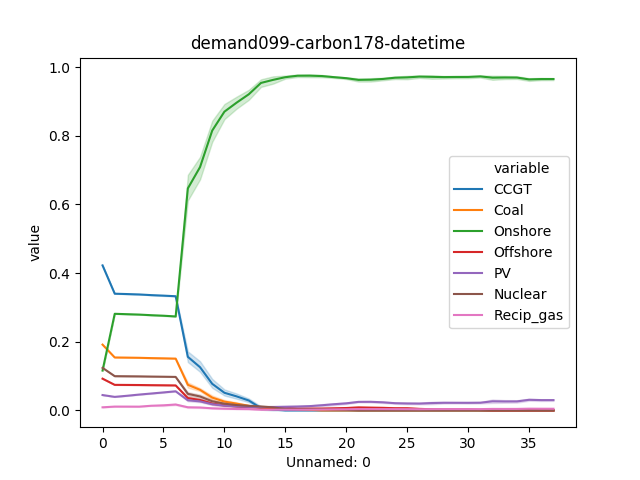 demand099-carbon178-datetime
value
1.0
0.8
0.6
0.4
0.2
0.0
variable
CCGT
Coal
Onshore
Offshore
PV
Nuclear
Recip_gas
0 5 10 15 20 25 30 35
Unnamed: 0